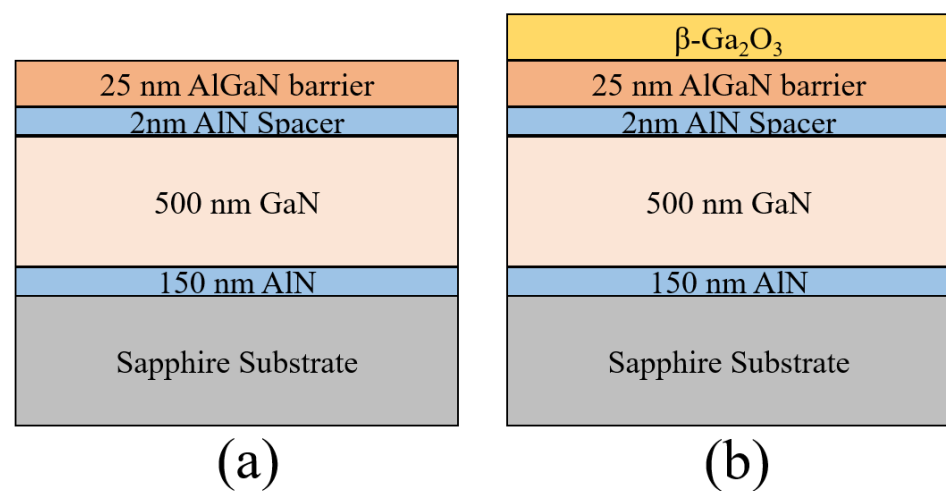 25 nm AlGaN barrier
2nm AlN Spacer
500 nm GaN
150 nm AlN
Sapphire Substrate
(a)
β-Ga₂O₃
25 nm AlGaN barrier
2nm AlN Spacer
500 nm GaN
150 nm AlN
Sapphire Substrate
(b)